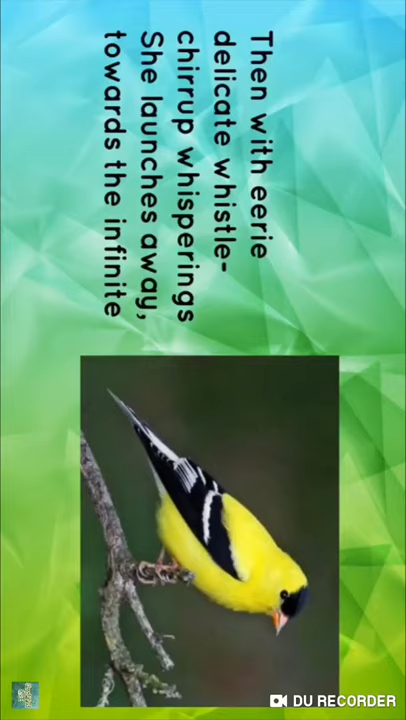 Then with eerie
delicate whistle-
chirrup whisperings
She launches away,
towards the infinite
DU RECORDER